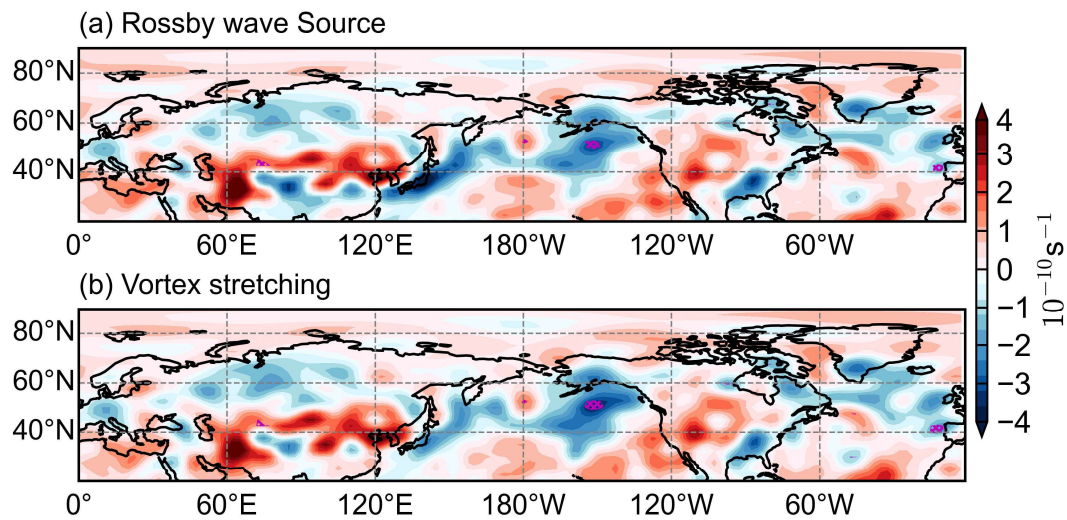 (a) Rossby wave Source
80°N
60°N
40°N
0° 60°E 120°E 180°W 120°W 60°W
(b) Vortex stretching
80°N
60°N
40°N
0° 60°E 120°E 180°W 120°W 60°W
4
3
2
1
0
−1
−2
−3
−4
10⁻¹⁰s⁻¹